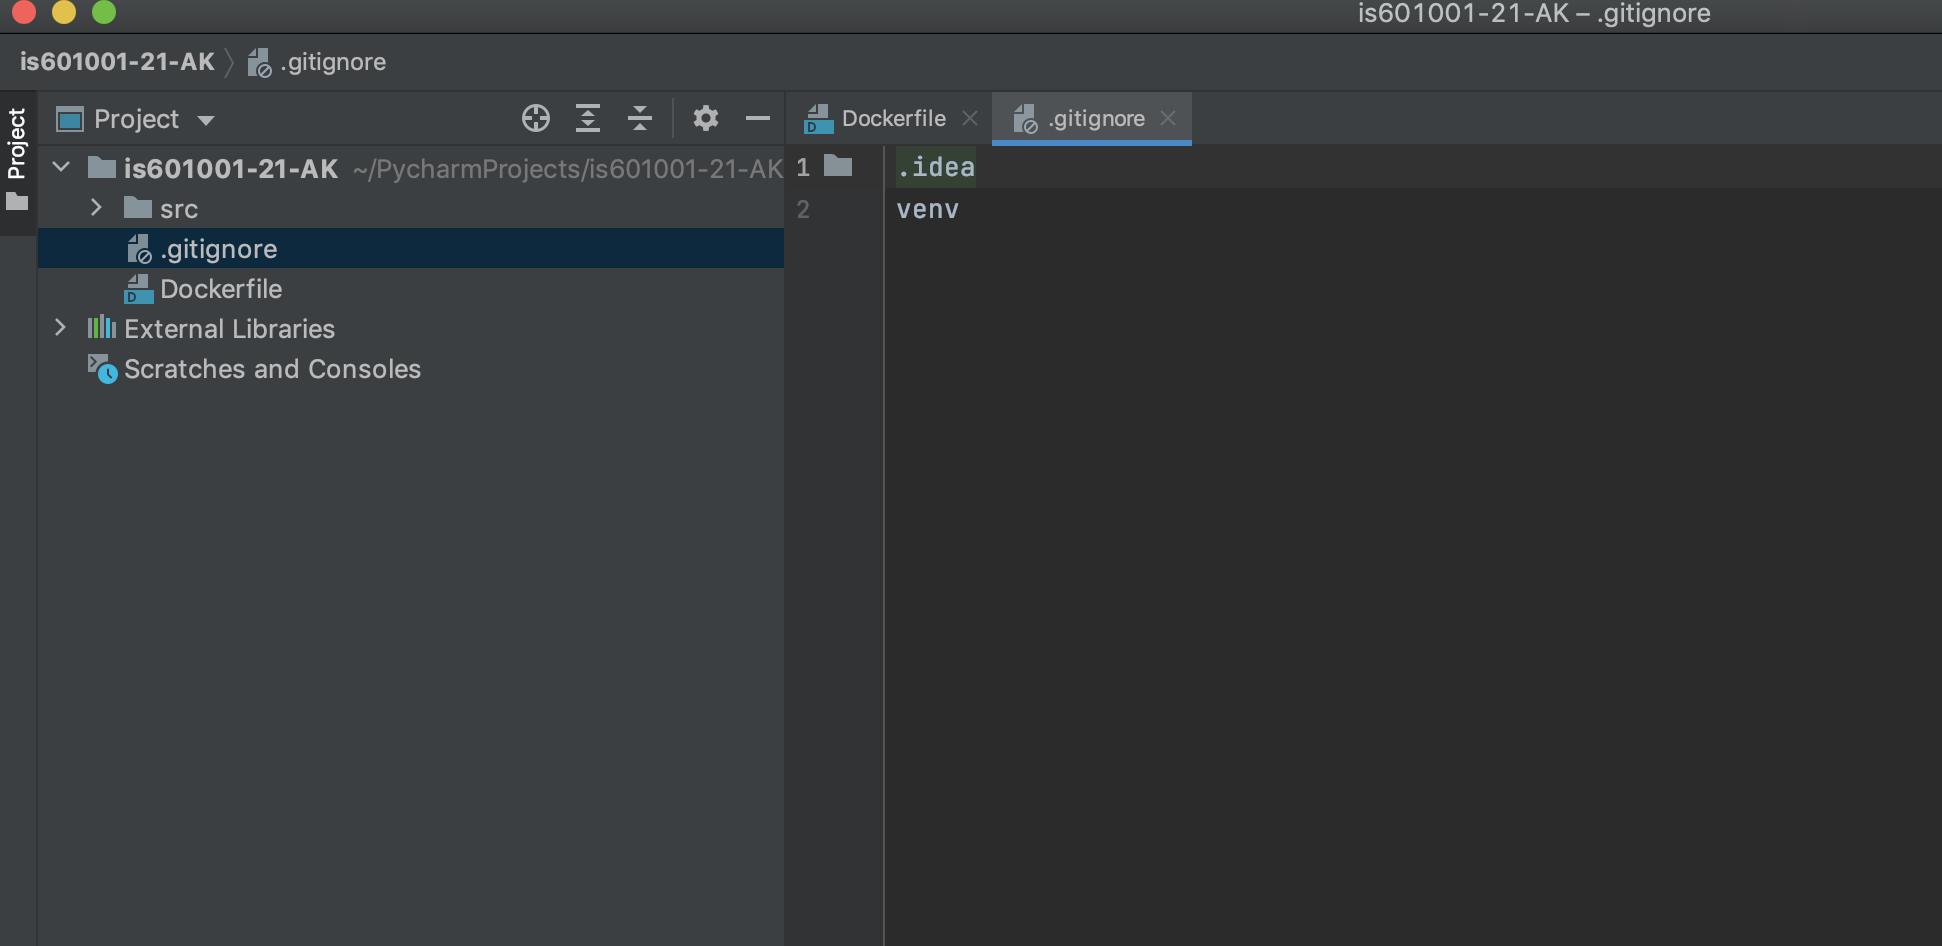 is601001-21-AK – .gitignore
is601001-21-AK .gitignore
Project
Project
Dockerfile .gitignore
is601001-21-AK ~/PycharmProjects/is601001-21-AK
src
.gitignore
D Dockerfile
External Libraries
Scratches and Consoles
1 .idea
2 venv